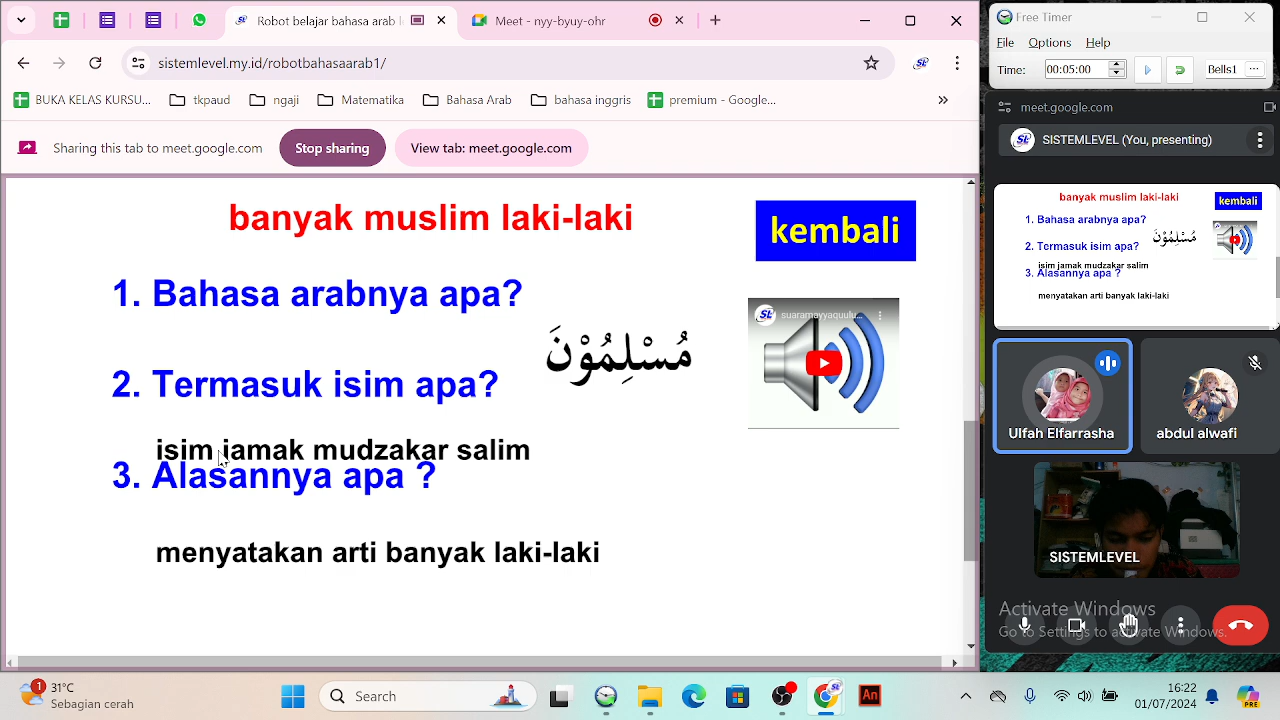 Robot bahasa arab l
Meet - nyy-byun-ohr
sistemlevel.my.id/robotbahasaarab1/
BUKA KELAS KURSU...
tkpaud
ngaji
Matematika
Bahasa Arab
bahasa inggris
premium - Google...
Sharing this tab to meet.google.com
Stop sharing
View tab: meet.google.com
banyak muslim laki-laki
kembali
1. Bahasa arabnya apa?
suaramayyaquulu...
مُسْلِمُوْنَ
2. Termasuk isim apa?
isim jamak mudzakar salim
3. Alasannya apa ?
menyatakan arti banyak laki-laki
Free Timer
File Options Help
Time: 00:05:00 Bells1 ...
meet.google.com
SISTEMLEVEL (You, presenting)
banyak muslim laki-laki
kembali
1. Bahasa arabnya apa?
مُسْلِمُوْنَ
2. Termasuk isim apa?
isim jamak mudzakar salim
3. Alasannya apa ?
menyatakan arti banyak laki-laki
Ulfah Elfarrasha
abdul alwafi
SISTEMLEVEL
Activate Windows
Go to Settings to activate Windows.
1
31°C
Sebagian cerah
Search
An
16:22
01/07/2024
PRE